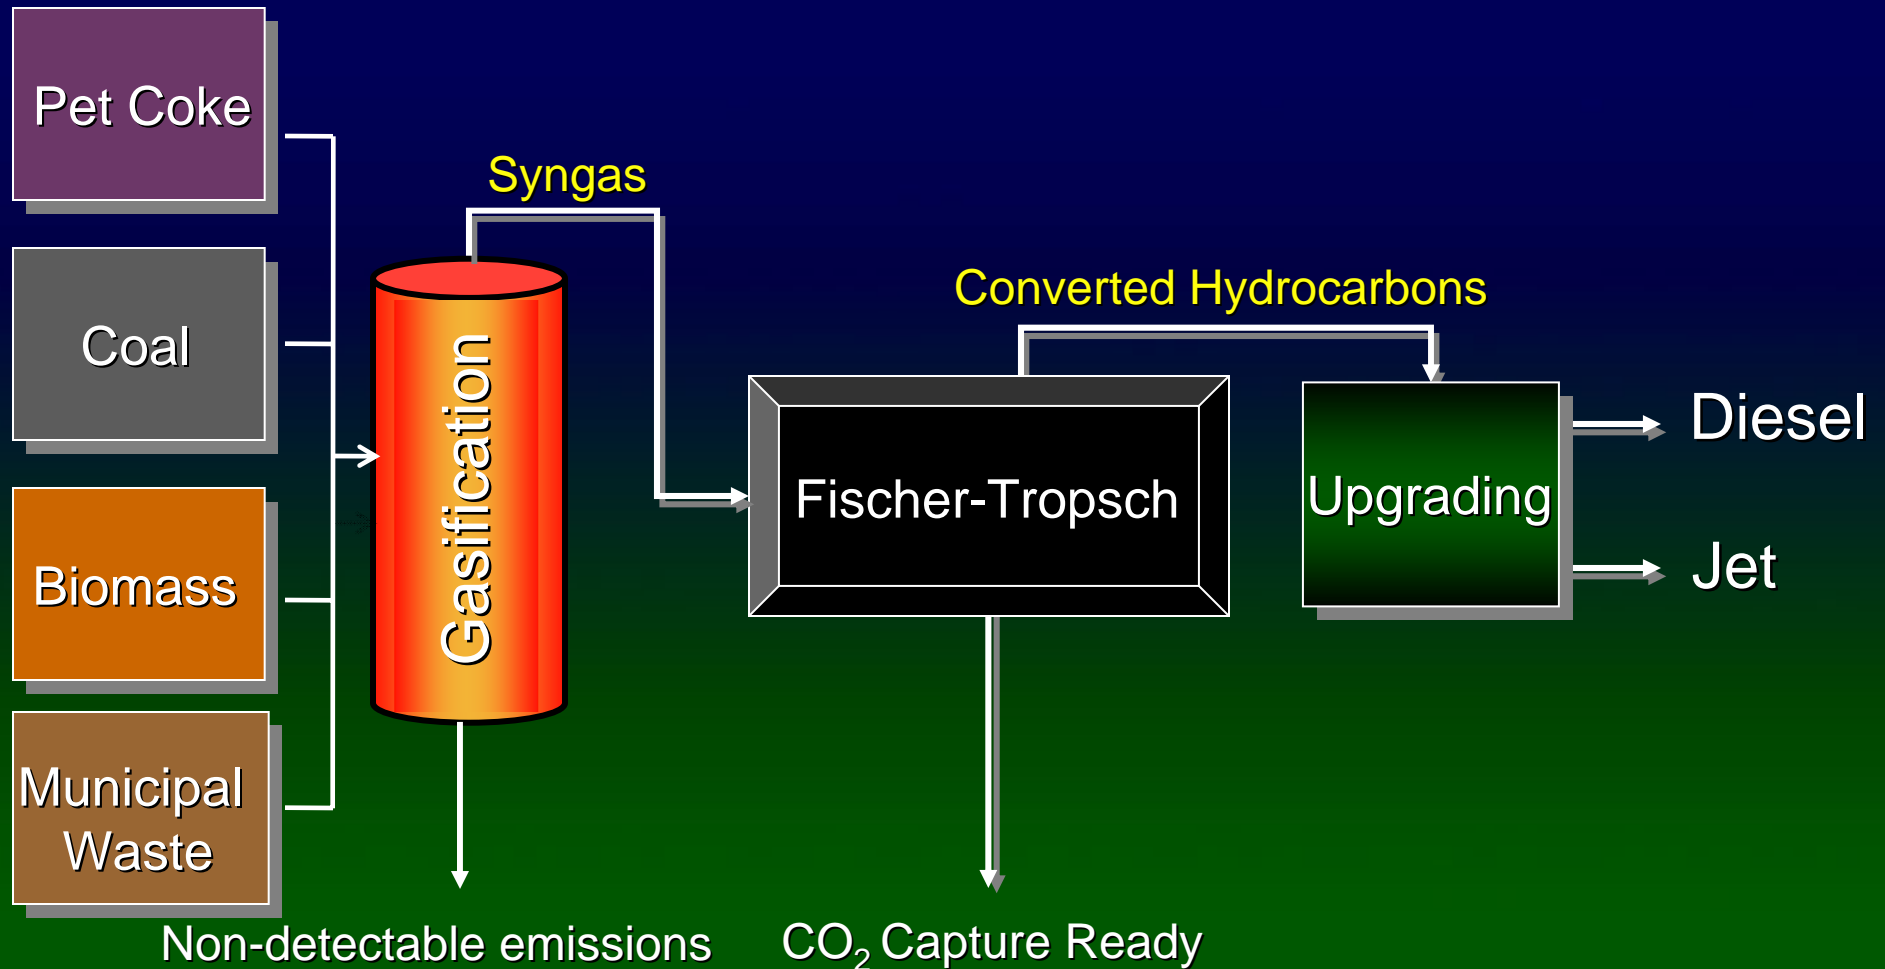 Pet Coke
Syngas
Converted Hydrocarbons
Coal
Gasification
Diesel
Fischer-Tropsch
Upgrading
Biomass
Jet
Municipal
Waste
Non-detectable emissions
CO₂ Capture Ready